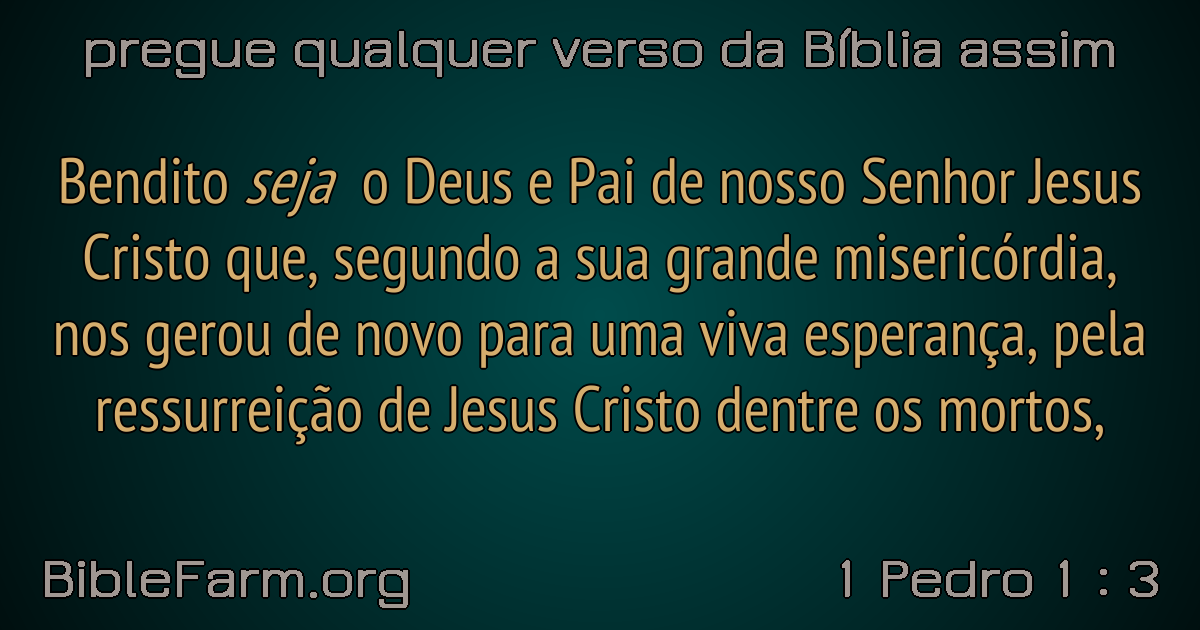 pregue qualquer verso da Bíblia assim
Bendito seja o Deus e Pai de nosso Senhor Jesus
Cristo que, segundo a sua grande misericórdia,
nos gerou de novo para uma viva esperança, pela
ressurreição de Jesus Cristo dentre os mortos,
BibleFarm.org
1 Pedro 1 : 3